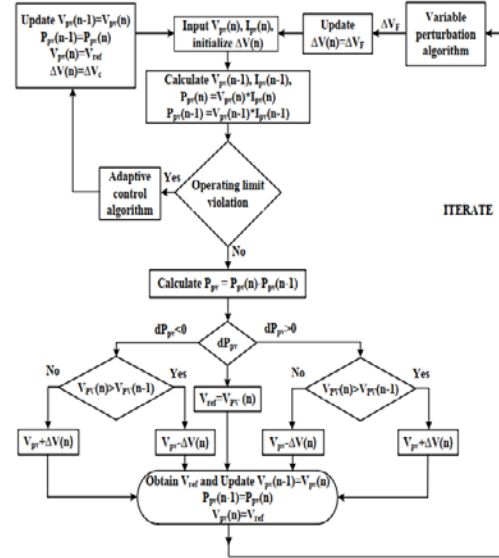 Update Vpv(n-1)=Vpv(n)
Ppv(n-1)=Ppv(n)
Vpv(n)=Vref
ΔV(n)=ΔVc
Input Vpv(n), Ipv(n),
initialize ΔV(n)
Update
ΔV(n)=ΔVF
ΔVF
Variable
perturbation
algorithm
Calculate Vpv(n-1), Ipv(n-1),
Ppv(n) =Vpv(n)*Ipv(n)
Ppv(n-1) =Vpv(n-1)*Ipv(n-1)
Adaptive
control
algorithm
Yes
Operating limit
violation
ITERATE
No
Calculate Ppv = Ppv(n)-Ppv(n-1)
dPpv<0
dPpv
dPpv>0
No
VPV(n)>VPV(n-1)
Yes
Vref=VPV (n)
No
VPV(n)>VPV(n-1)
Yes
Vpv+ΔV(n)
Vpv-ΔV(n)
Vpv-ΔV(n)
Vpv+ΔV(n)
Obtain Vref and Update Vpv(n-1)=Vpv(n)
Ppv(n-1)=Ppv(n)
Vpv(n)=Vref